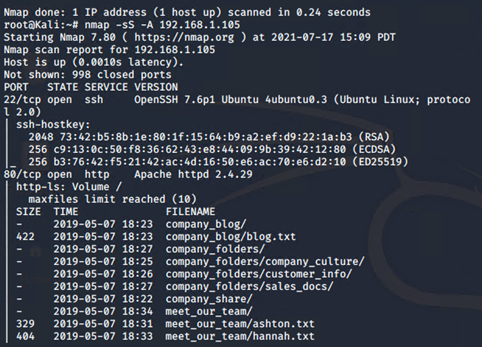 Nmap done: 1 IP address (1 host up) scanned in 0.24 seconds
root@Kali:~# nmap -sS -A 192.168.1.105
Starting Nmap 7.80 ( https://nmap.org ) at 2021-07-17 15:09 PDT
Nmap scan report for 192.168.1.105
Host is up (0.0010s latency).
Not shown: 998 closed ports
PORT   STATE SERVICE VERSION
22/tcp open  ssh     OpenSSH 7.6p1 Ubuntu 4ubuntu0.3 (Ubuntu Linux; protoco
l 2.0)
| ssh-hostkey:
|   2048 73:42:b5:8b:1e:80:1f:15:64:b9:a2:ef:d9:22:1a:b3 (RSA)
|   256 c9:13:0c:50:f8:36:62:43:e8:44:09:9b:39:42:12:80 (ECDSA)
|_  256 b3:76:42:f5:21:42:ac:4d:16:50:e6:ac:70:e6:d2:10 (ED25519)
80/tcp open  http    Apache httpd 2.4.29
| http-ls: Volume /
|   maxfiles limit reached (10)
| SIZE  TIME              FILENAME
| -     2019-05-07 18:23  company_blog/
| 422   2019-05-07 18:23  company_blog/blog.txt
| -     2019-05-07 18:27  company_folders/
| -     2019-05-07 18:25  company_folders/company_culture/
| -     2019-05-07 18:26  company_folders/customer_info/
| -     2019-05-07 18:27  company_folders/sales_docs/
| -     2019-05-07 18:22  company_share/
| -     2019-05-07 18:34  meet_our_team/
| 329   2019-05-07 18:31  meet_our_team/ashton.txt
| 404   2019-05-07 18:33  meet_our_team/hannah.txt